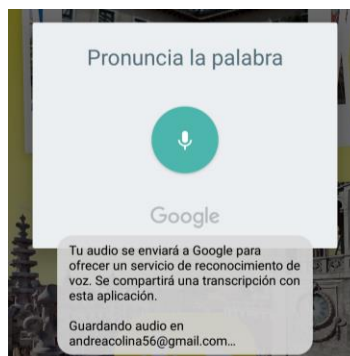 Pronuncia la palabra
Google
Tu audio se enviará a Google para
ofrecer un servicio de reconocimiento de
voz. Se compartirá una transcripción con
esta aplicación.
Guardando audio en
andreacolina56@gmail.com...